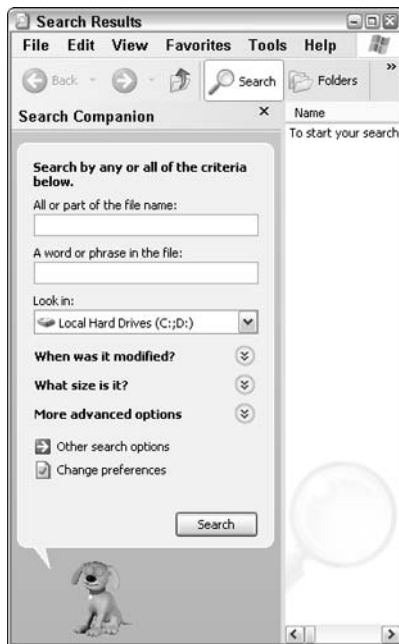 Search Results
File Edit View Favorites Tools Help
Back Search Folders »
Search Companion × Name
To start your search
Search by any or all of the criteria
below.
All or part of the file name:
A word or phrase in the file:
Look in:
Local Hard Drives (C:;D:)
When was it modified?
What size is it?
More advanced options
Other search options
Change preferences
Search